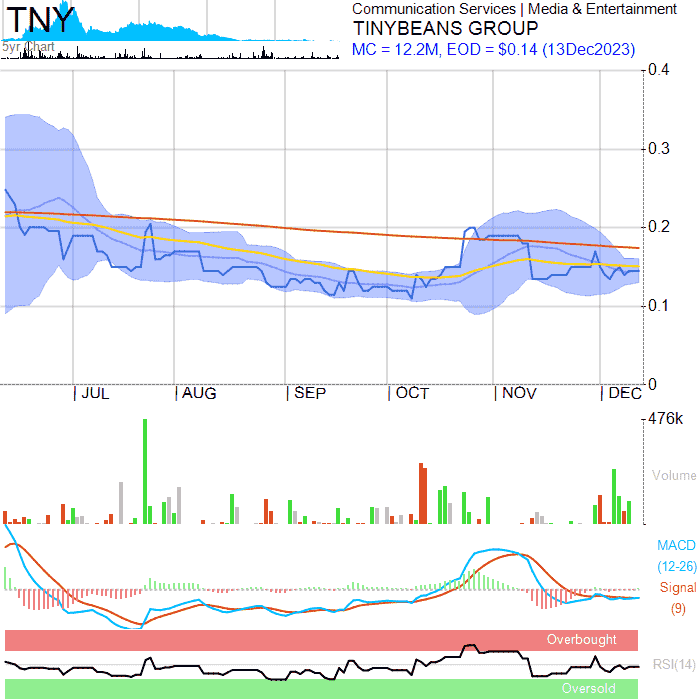 TNY
5yr Chart
Communication Services | Media & Entertainment
TINYBEANS GROUP
MC = 12.2M, EOD = $0.14 (13Dec2023)
0.4
0.3
0.2
0.1
0
JUL AUG SEP OCT NOV DEC
476k
Volume
MACD
(12-26)
Signal
(9)
Overbought
RSI(14)
Oversold